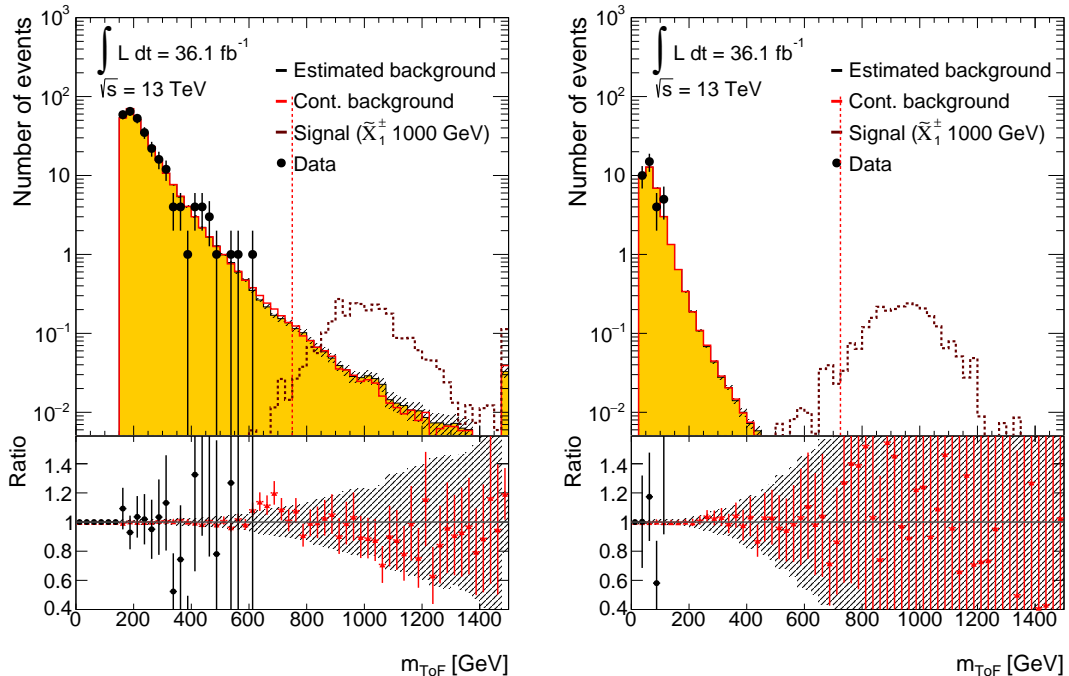 ∫ L dt = 36.1 fb⁻¹
√s = 13 TeV
Estimated background
Cont. background
Signal (χ̃₁± 1000 GeV)
Data
Number of events
10³
10²
10
1
10⁻¹
10⁻²
Ratio
1.4
1.2
1
0.8
0.6
0.4
0 200 400 600 800 1000 1200 1400
m_ToF [GeV]
∫ L dt = 36.1 fb⁻¹
√s = 13 TeV
Estimated background
Cont. background
Signal (χ̃₁± 1000 GeV)
Data
Number of events
10³
10²
10
1
10⁻¹
10⁻²
Ratio
1.4
1.2
1
0.8
0.6
0.4
0 200 400 600 800 1000 1200 1400
m_ToF [GeV]